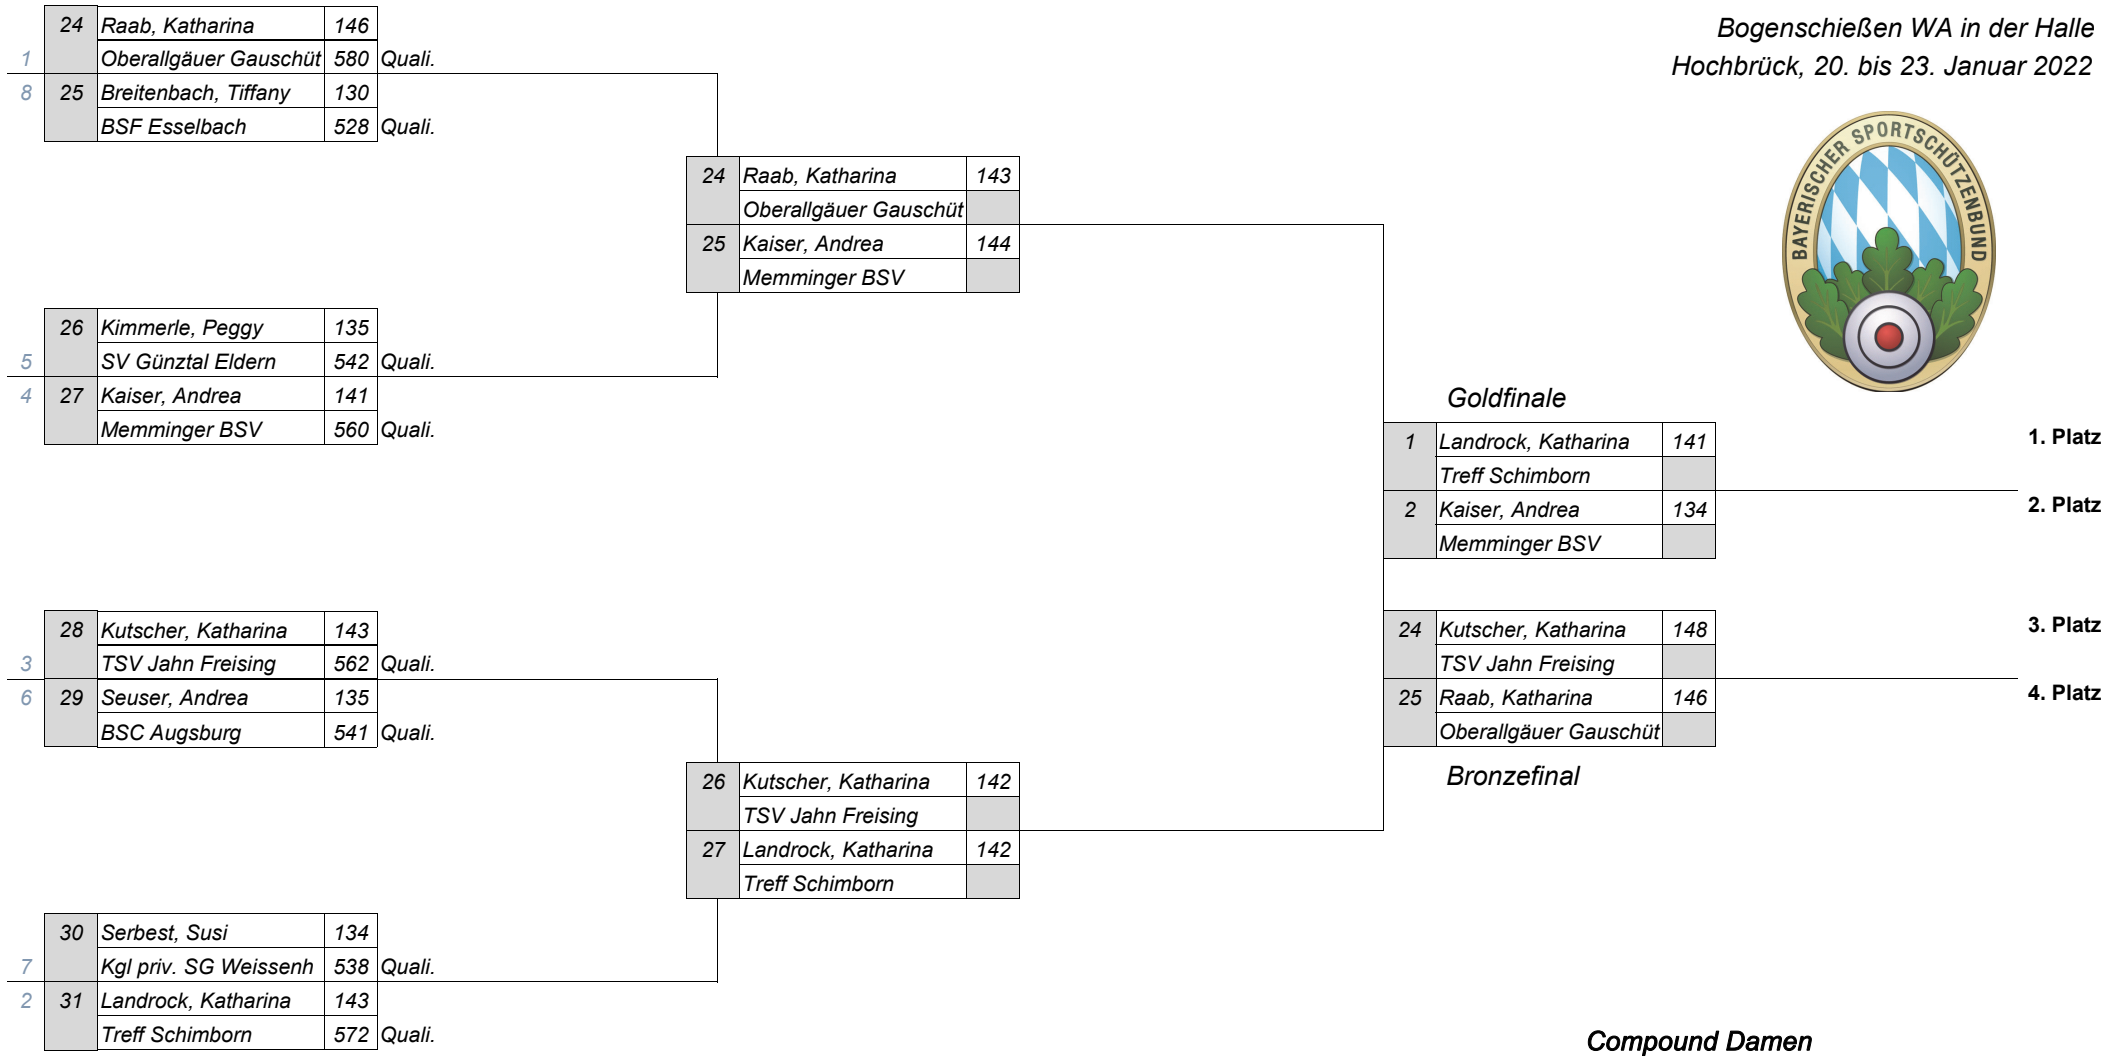 Bogenschießen WA in der Halle
Hochbrück, 20. bis 23. Januar 2022
BAYERISCHER SPORTSCHÜTZENBUND
24 Raab, Katharina 146
1 Oberallgäuer Gauschüt 580 Quali.
8 25 Breitenbach, Tiffany 130
BSF Esselbach 528 Quali.
24 Raab, Katharina 143
Oberallgäuer Gauschüt
25 Kaiser, Andrea 144
Memminger BSV
26 Kimmerle, Peggy 135
5 SV Günztal Eldern 542 Quali.
4 27 Kaiser, Andrea 141
Memminger BSV 560 Quali.
Goldfinale
1 Landrock, Katharina 141 1. Platz
Treff Schimborn
2 Kaiser, Andrea 134 2. Platz
Memminger BSV
28 Kutscher, Katharina 143
3 TSV Jahn Freising 562 Quali.
6 29 Seuser, Andrea 135
BSC Augsburg 541 Quali.
24 Kutscher, Katharina 148 3. Platz
TSV Jahn Freising
25 Raab, Katharina 146 4. Platz
Oberallgäuer Gauschüt
Bronzefinal
26 Kutscher, Katharina 142
TSV Jahn Freising
27 Landrock, Katharina 142
Treff Schimborn
30 Serbest, Susi 134
7 Kgl priv. SG Weissenh 538 Quali.
2 31 Landrock, Katharina 143
Treff Schimborn 572 Quali.
Compound Damen